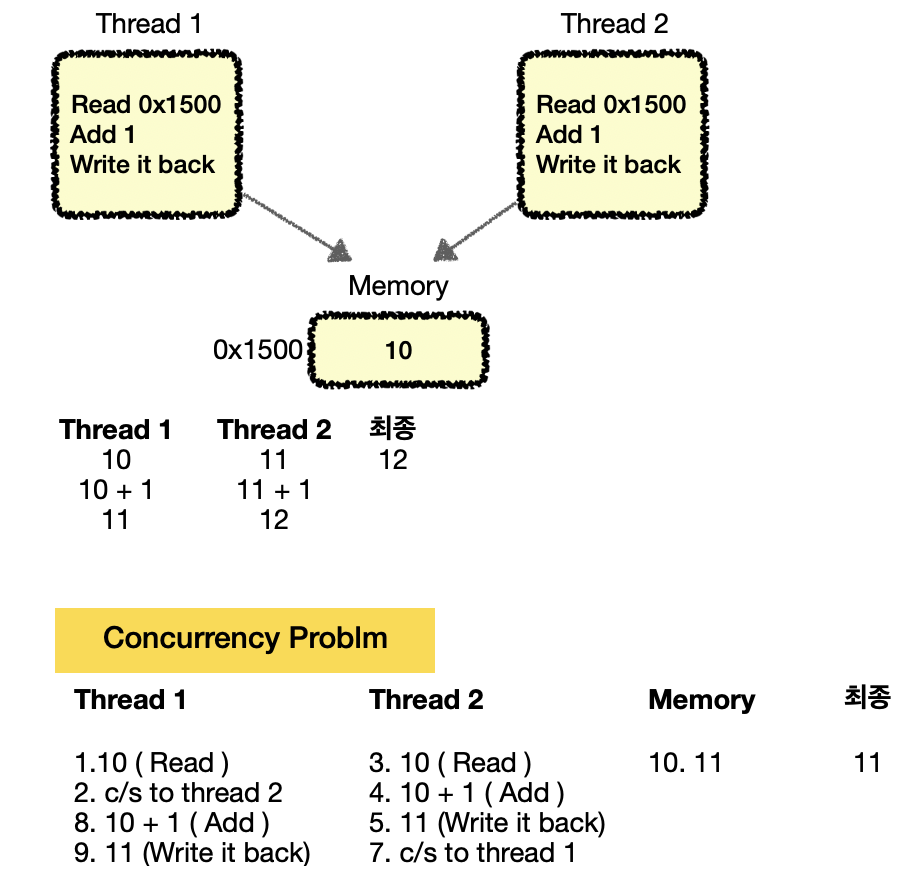 Thread 1
Thread 2
Read 0x1500
Add 1
Write it back
Read 0x1500
Add 1
Write it back
Memory
0x1500
10
Thread 1 Thread 2 최종
10 11 12
10 + 1 11 + 1
11 12
Concurrency Problm
Thread 1 Thread 2 Memory 최종
1.10 ( Read ) 3. 10 ( Read ) 10. 11 11
2. c/s to thread 2 4. 10 + 1 ( Add )
8. 10 + 1 ( Add ) 5. 11 (Write it back)
9. 11 (Write it back) 7. c/s to thread 1